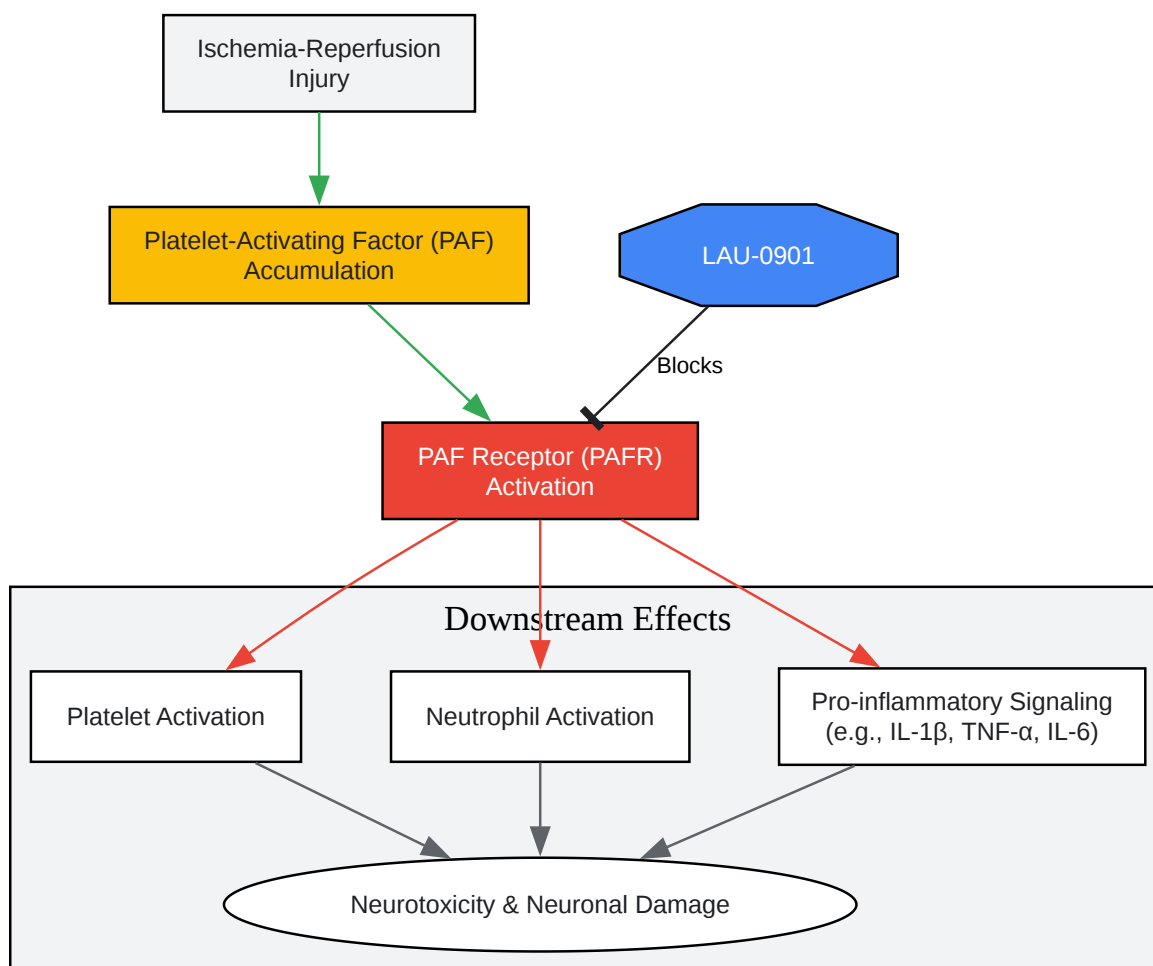 Ischemia-Reperfusion
Injury
Platelet-Activating Factor (PAF)
Accumulation
LAU-0901
Blocks
PAF Receptor (PAFR)
Activation
Downstream Effects
Platelet Activation
Neutrophil Activation
Pro-inflammatory Signaling
(e.g., IL-1β, TNF-α, IL-6)
Neurotoxicity & Neuronal Damage